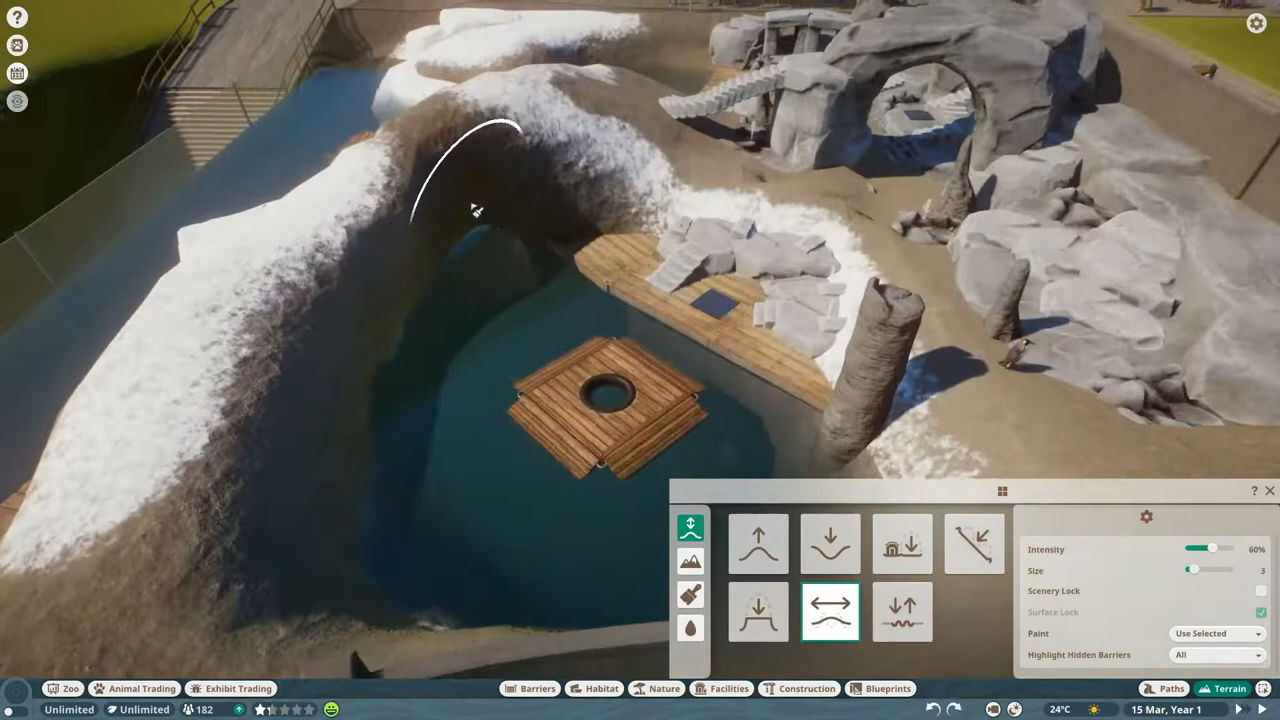 ?
? ×
Intensity 60%
Size 3
Scenery Lock
Surface Lock
Paint Use Selected
Highlight Hidden Barriers All
Zoo Animal Trading Exhibit Trading Barriers Habitat Nature Facilities Construction Blueprints Paths Terrain
Unlimited Unlimited 182 24°C 15 Mar, Year 1